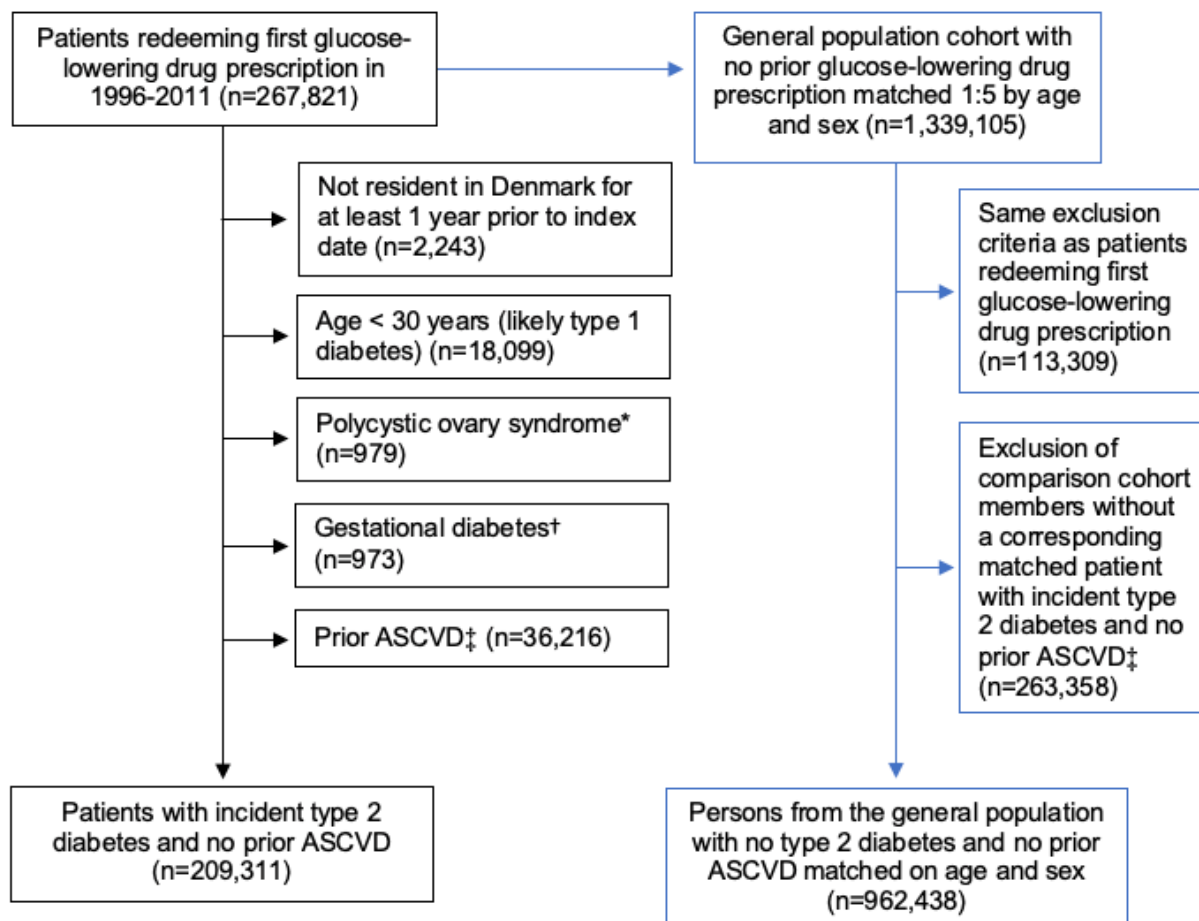 Patients redeeming first glucose-
lowering drug prescription in
1996-2011 (n=267,821)
General population cohort with
no prior glucose-lowering drug
prescription matched 1:5 by age
and sex (n=1,339,105)
Not resident in Denmark for
at least 1 year prior to index
date (n=2,243)
Age < 30 years (likely type 1
diabetes) (n=18,099)
Polycystic ovary syndrome*
(n=979)
Gestational diabetes†
(n=973)
Prior ASCVD‡ (n=36,216)
Same exclusion
criteria as patients
redeeming first
glucose-lowering
drug prescription
(n=113,309)
Exclusion of
comparison cohort
members without
a corresponding
matched patient
with incident type
2 diabetes and no
prior ASCVD‡
(n=263,358)
Patients with incident type 2
diabetes and no prior ASCVD
(n=209,311)
Persons from the general population
with no type 2 diabetes and no prior
ASCVD matched on age and sex
(n=962,438)